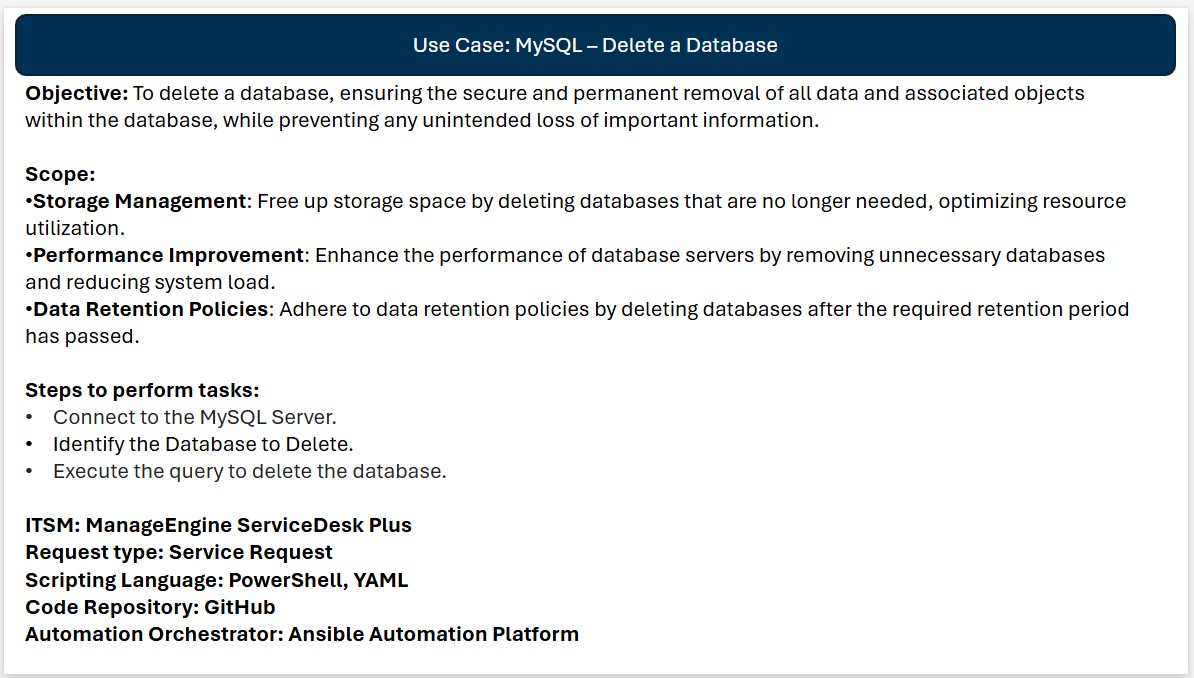 Use Case: MySQL – Delete a Database
Objective: To delete a database, ensuring the secure and permanent removal of all data and associated objects
within the database, while preventing any unintended loss of important information.
Scope:
•Storage Management: Free up storage space by deleting databases that are no longer needed, optimizing resource
utilization.
•Performance Improvement: Enhance the performance of database servers by removing unnecessary databases
and reducing system load.
•Data Retention Policies: Adhere to data retention policies by deleting databases after the required retention period
has passed.
Steps to perform tasks:
• Connect to the MySQL Server.
• Identify the Database to Delete.
• Execute the query to delete the database.
ITSM: ManageEngine ServiceDesk Plus
Request type: Service Request
Scripting Language: PowerShell, YAML
Code Repository: GitHub
Automation Orchestrator: Ansible Automation Platform